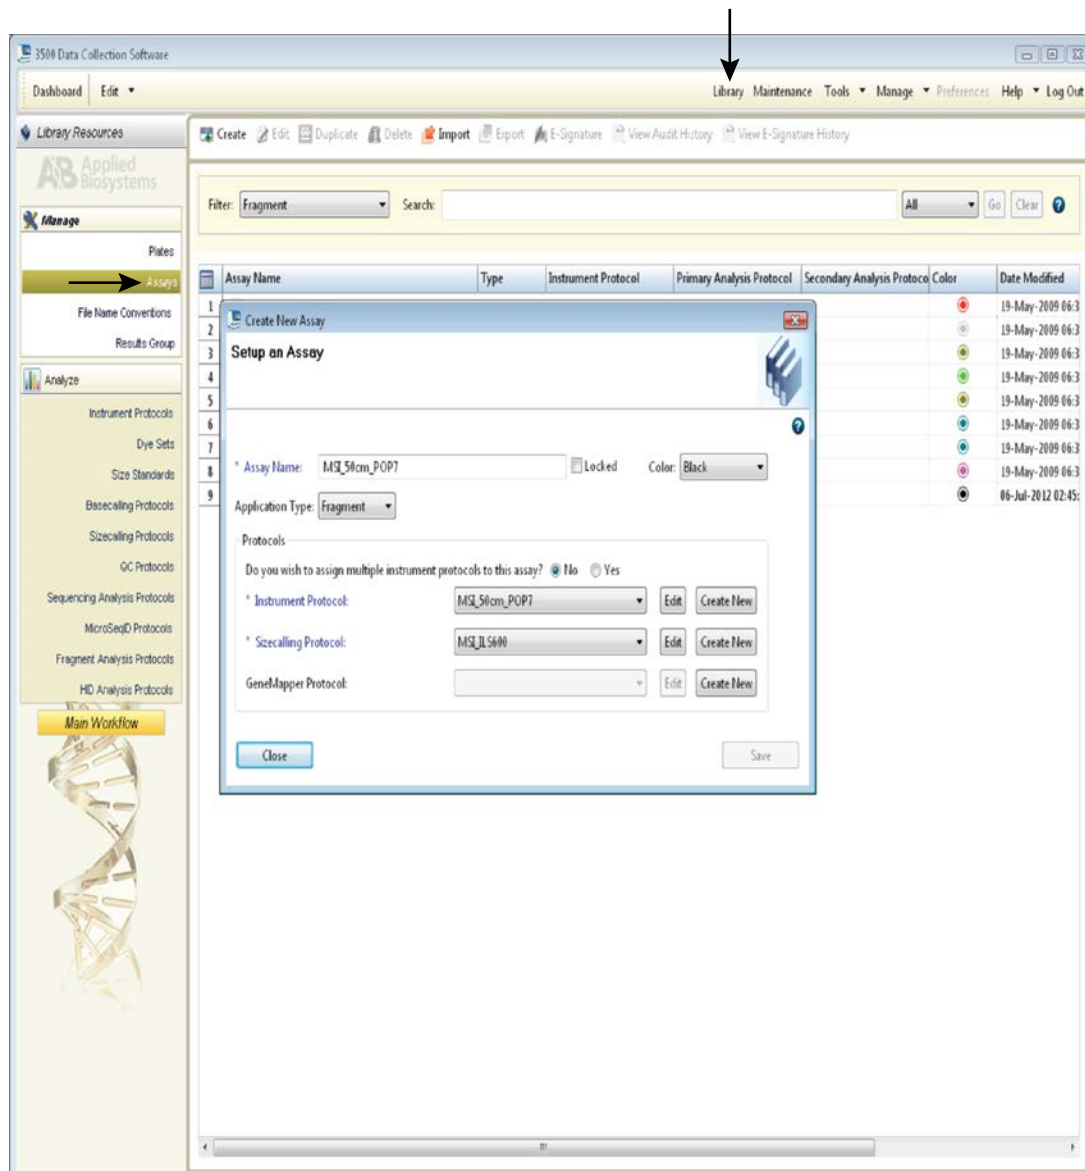 3500 Data Collection Software
Dashboard Edit Library Maintenance Tools Manage Preferences Help Log Out
Library Resources
Create Edit Duplicate Delete Import Export E-Signature View Audit History View E-Signature History
AB Applied
Biosystems
Filter: Fragment Search: All Go Clear
Manage
Plates
Assays
File Name Conventions
Results Group
Analyze
Instrument Protocols
Dye Sets
Size Standards
Basecalling Protocols
Sizecalling Protocols
QC Protocols
Sequencing Analysis Protocols
MicroSeqID Protocols
Fragment Analysis Protocols
HID Analysis Protocols
Main Workflow
Assay Name Type Instrument Protocol Primary Analysis Protocol Secondary Analysis Protoco Color Date Modified
1 19-May-2009 06:3
2 19-May-2009 06:3
3 19-May-2009 06:3
4 19-May-2009 06:3
5 19-May-2009 06:3
6 19-May-2009 06:3
7 19-May-2009 06:3
8 19-May-2009 06:3
9 06-Jul-2012 02:45:
Create New Assay
Setup an Assay
* Assay Name: MSI_50cm_POP7 Locked Color: Black
Application Type: Fragment
Protocols
Do you wish to assign multiple instrument protocols to this assay? No Yes
* Instrument Protocol: MSI_50cm_POP7 Edit Create New
* Sizecalling Protocol: MSI_ILS600 Edit Create New
GeneMapper Protocol: Edit Create New
Close Save